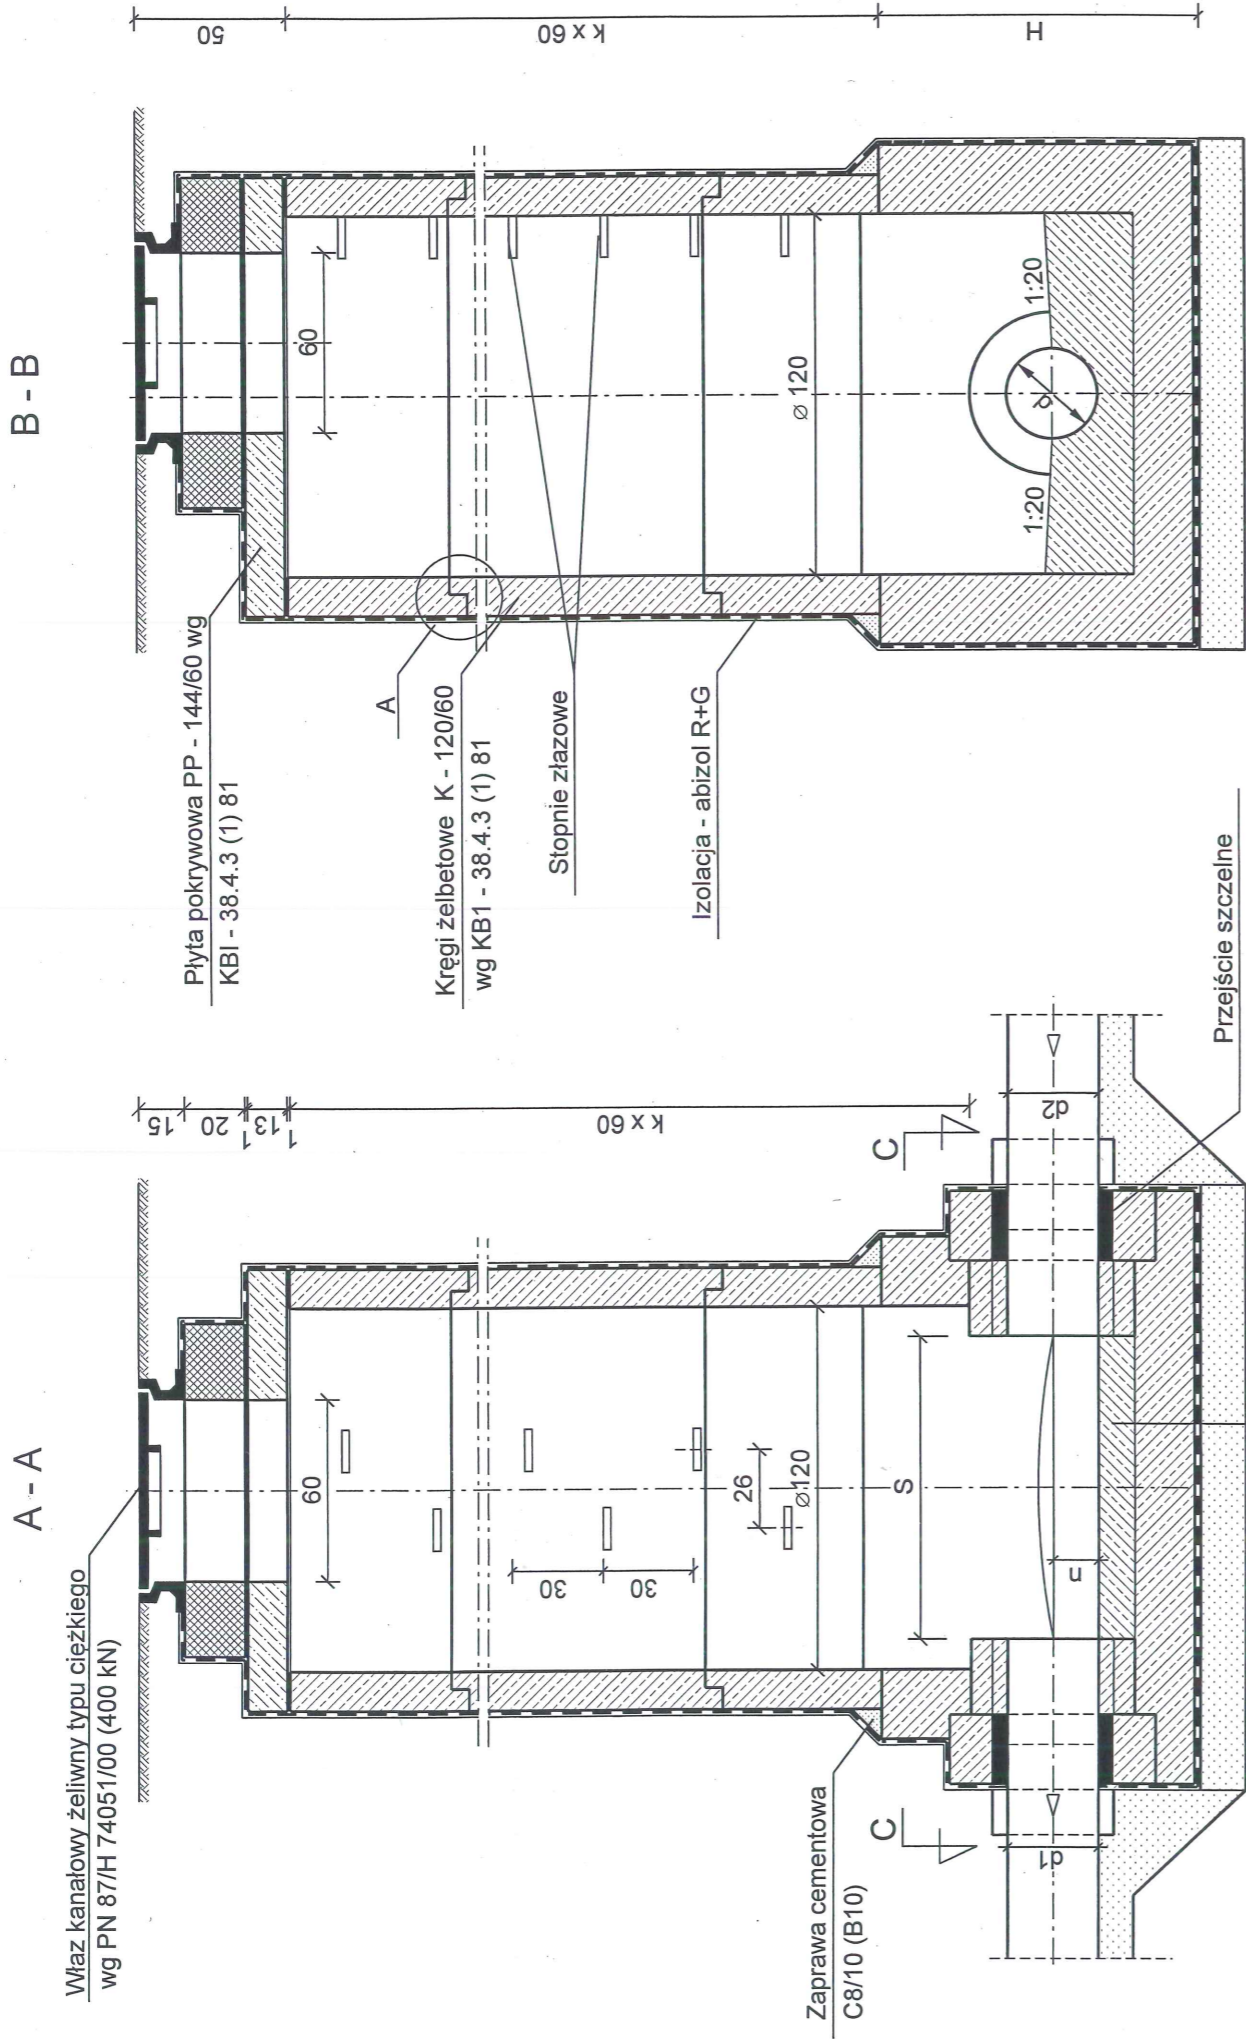 A - A
Właz kanałowy żeliwny typu ciężkiego
wg PN 87/H 74051/00 (400 kN)
15
20
1
13
1
60
k x 60
30
30
26
⌀120
S
n
C
C
d1
d2
Zaprawa cementowa
C8/10 (B10)
Przejście szczelne
B - B
Płyta pokrywowa PP - 144/60 wg
KBI - 38.4.3 (1) 81
A
Kręgi żelbetowe K - 120/60
wg KB1 - 38.4.3 (1) 81
Stopnie złazowe
Izolacja - abizol R+G
60
⌀ 120
1:20
1:20
d
50
k x 60
H